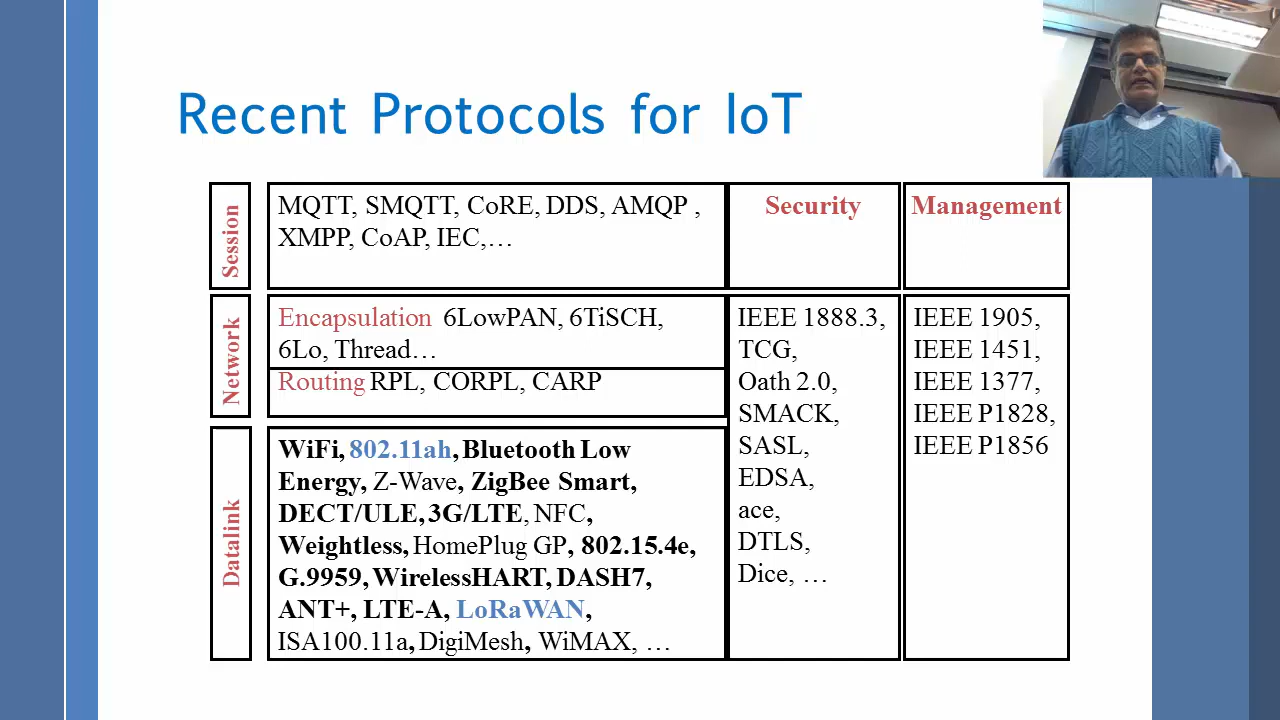 Recent Protocols for IoT
Session
MQTT, SMQTT, CoRE, DDS, AMQP ,
XMPP, CoAP, IEC,…
Security
Management
Network
Encapsulation 6LowPAN, 6TiSCH,
6Lo, Thread…
Routing RPL, CORPL, CARP
Datalink
WiFi, 802.11ah, Bluetooth Low
Energy, Z-Wave, ZigBee Smart,
DECT/ULE, 3G/LTE, NFC,
Weightless, HomePlug GP, 802.15.4e,
G.9959, WirelessHART, DASH7,
ANT+, LTE-A, LoRaWAN,
ISA100.11a, DigiMesh, WiMAX, …
IEEE 1888.3,
TCG,
Oath 2.0,
SMACK,
SASL,
EDSA,
ace,
DTLS,
Dice, …
IEEE 1905,
IEEE 1451,
IEEE 1377,
IEEE P1828,
IEEE P1856